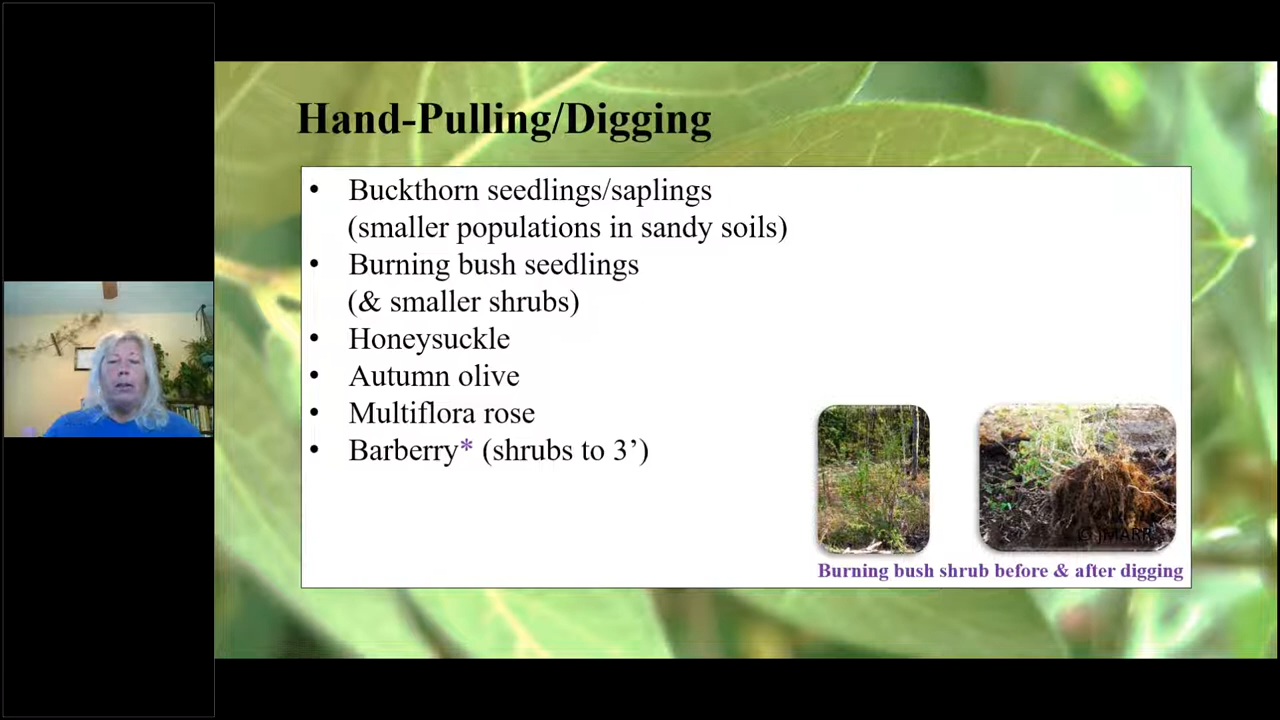 Hand-Pulling/Digging
• Buckthorn seedlings/saplings
(smaller populations in sandy soils)
• Burning bush seedlings
(& smaller shrubs)
• Honeysuckle
• Autumn olive
• Multiflora rose
• Barberry* (shrubs to 3’)
© JMARR
Burning bush shrub before & after digging